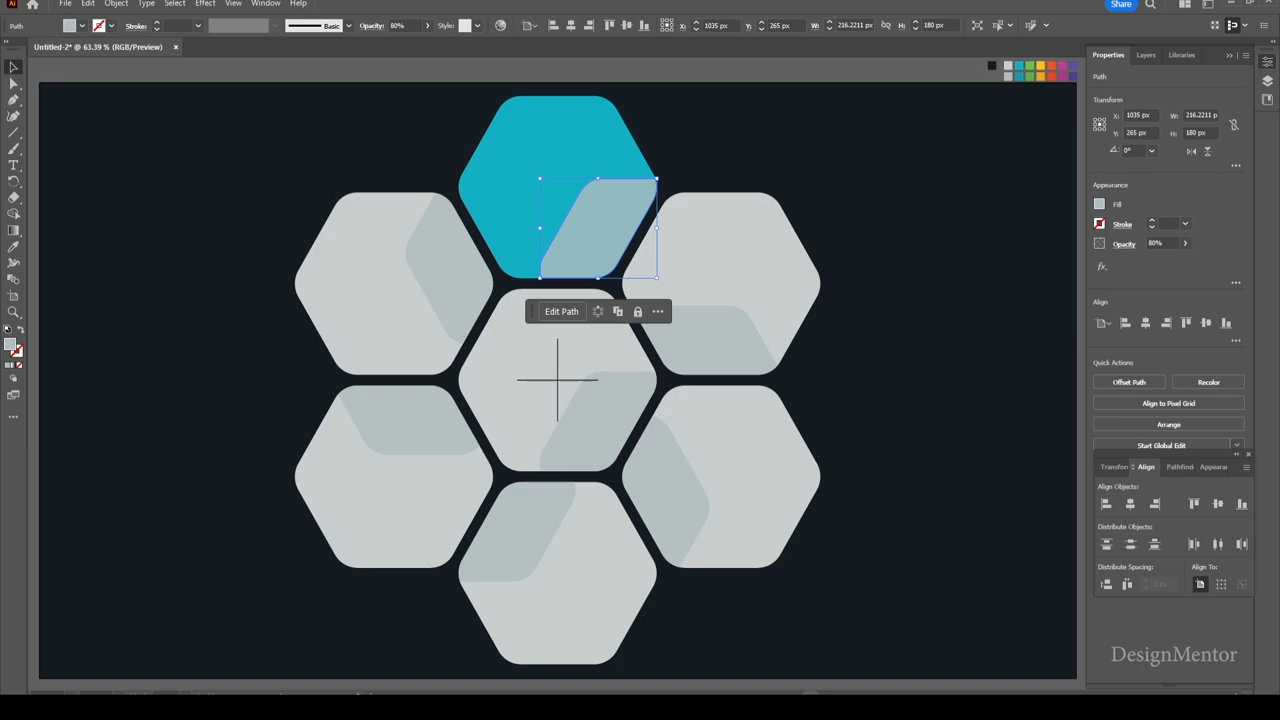 File Edit Object Type Select Effect View Window Help
Share
Path Stroke: Basic Opacity: 80% Style: X: 1035 px Y: 265 px W: 216.2211 px H: 180 px
Untitled-2* @ 63.39 % (RGB/Preview) ×
Properties Layers Libraries
Path
Transform
X: 1035 px W: 216.2211 p
Y: 265 px H: 180 px
0°
Appearance
Fill
Stroke
Opacity 80%
fx.
Align
Edit Path
Quick Actions
Offset Path Recolor
Align to Pixel Grid
Arrange
Start Global Edit
Transform Align Pathfind Appeara
Align Objects:
Distribute Objects:
Distribute Spacing: Align To:
0 px
DesignMentor